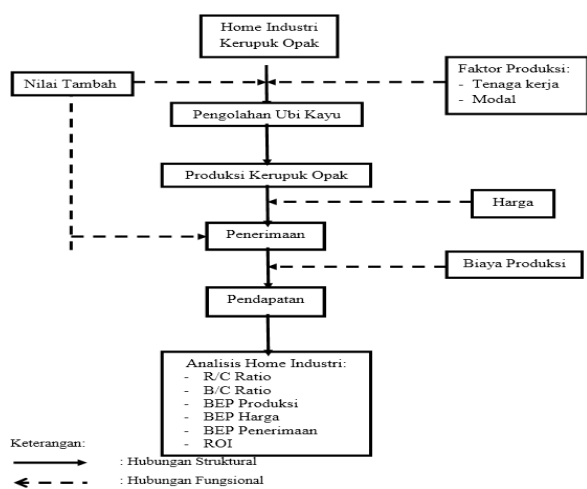 Home Industri
Kerupuk Opak
Nilai Tambah
Faktor Produksi:
- Tenaga kerja
- Modal
Pengolahan Ubi Kayu
Produksi Kerupuk Opak
Harga
Penerimaan
Biaya Produksi
Pendapatan
Analisis Home Industri:
- R/C Ratio
- B/C Ratio
- BEP Produksi
- BEP Harga
- BEP Penerimaan
- ROI
Keterangan:
: Hubungan Struktural
: Hubungan Fungsional